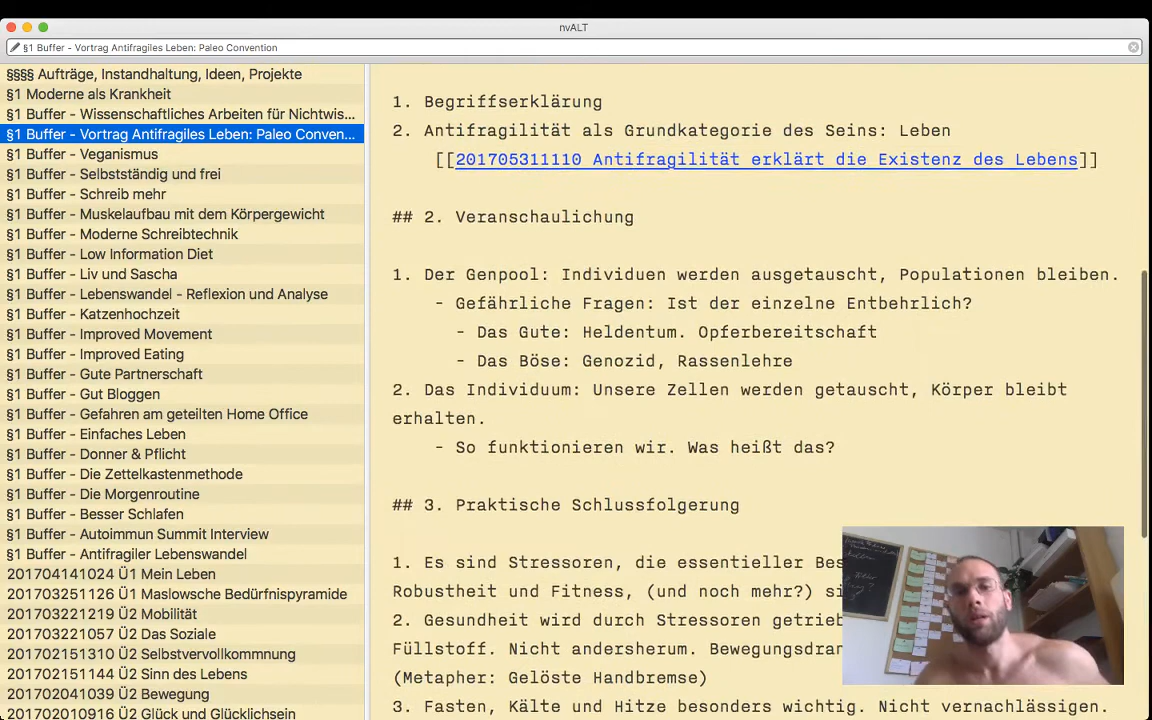 nvALT
§1 Buffer - Vortrag Antifragiles Leben: Paleo Convention
§§§§ Aufträge, Instandhaltung, Ideen, Projekte
§1 Moderne als Krankheit
§1 Buffer - Wissenschaftliches Arbeiten für Nichtwis...
§1 Buffer - Vortrag Antifragiles Leben: Paleo Conven...
§1 Buffer - Veganismus
§1 Buffer - Selbstständig und frei
§1 Buffer - Schreib mehr
§1 Buffer - Muskelaufbau mit dem Körpergewicht
§1 Buffer - Moderne Schreibtechnik
§1 Buffer - Low Information Diet
§1 Buffer - Liv und Sascha
§1 Buffer - Lebenswandel - Reflexion und Analyse
§1 Buffer - Katzenhochzeit
§1 Buffer - Improved Movement
§1 Buffer - Improved Eating
§1 Buffer - Gute Partnerschaft
§1 Buffer - Gut Bloggen
§1 Buffer - Gefahren am geteilten Home Office
§1 Buffer - Einfaches Leben
§1 Buffer - Donner & Pflicht
§1 Buffer - Die Zettelkastenmethode
§1 Buffer - Die Morgenroutine
§1 Buffer - Besser Schlafen
§1 Buffer - Autoimmun Summit Interview
§1 Buffer - Antifragiler Lebenswandel
201704141024 Ü1 Mein Leben
201703251126 Ü1 Maslowsche Bedürfnispyramide
201703221219 Ü2 Mobilität
201703221057 Ü2 Das Soziale
201702151310 Ü2 Selbstvervollkommnung
201702151144 Ü2 Sinn des Lebens
201702041039 Ü2 Bewegung
201702010916 Ü2 Glück und Glücklichsein
1. Begriffserklärung
2. Antifragilität als Grundkategorie des Seins: Leben
[[201705311110 Antifragilität erklärt die Existenz des Lebens]]
## 2. Veranschaulichung
1. Der Genpool: Individuen werden ausgetauscht, Populationen bleiben.
- Gefährliche Fragen: Ist der einzelne Entbehrlich?
- Das Gute: Heldentum. Opferbereitschaft
- Das Böse: Genozid, Rassenlehre
2. Das Individuum: Unsere Zellen werden getauscht, Körper bleibt
erhalten.
- So funktionieren wir. Was heißt das?
## 3. Praktische Schlussfolgerung
1. Es sind Stressoren, die essentieller Bes
Robustheit und Fitness, (und noch mehr?) si
2. Gesundheit wird durch Stressoren getrieb
Füllstoff. Nicht andersherum. Bewegungsdran
(Metapher: Gelöste Handbremse)
3. Fasten, Kälte und Hitze besonders wichtig. Nicht vernachlässigen.